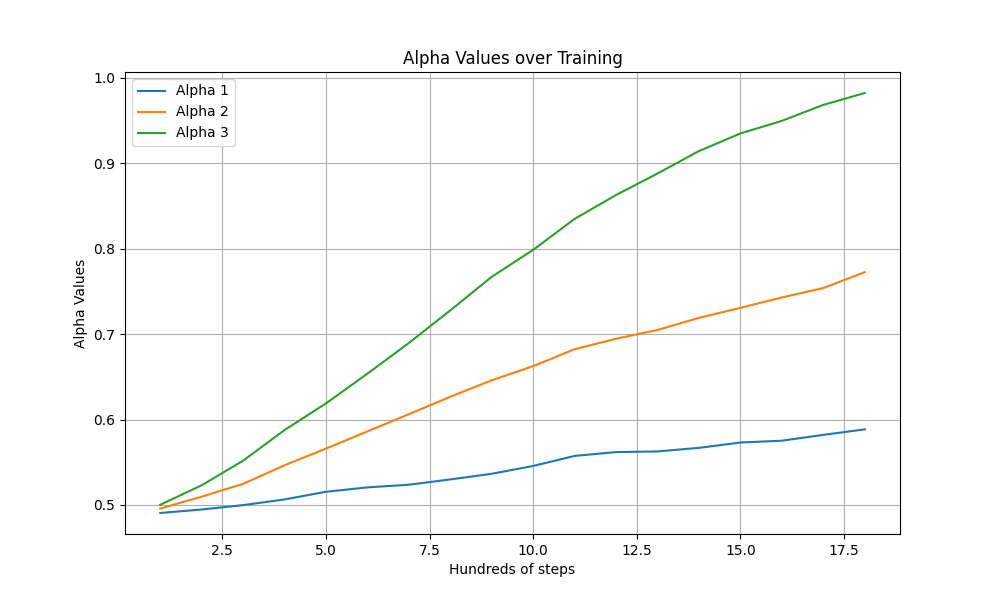 Alpha Values over Training
Alpha 1
Alpha 2
Alpha 3
Alpha Values
1.0
0.9
0.8
0.7
0.6
0.5
2.5 5.0 7.5 10.0 12.5 15.0 17.5
Hundreds of steps